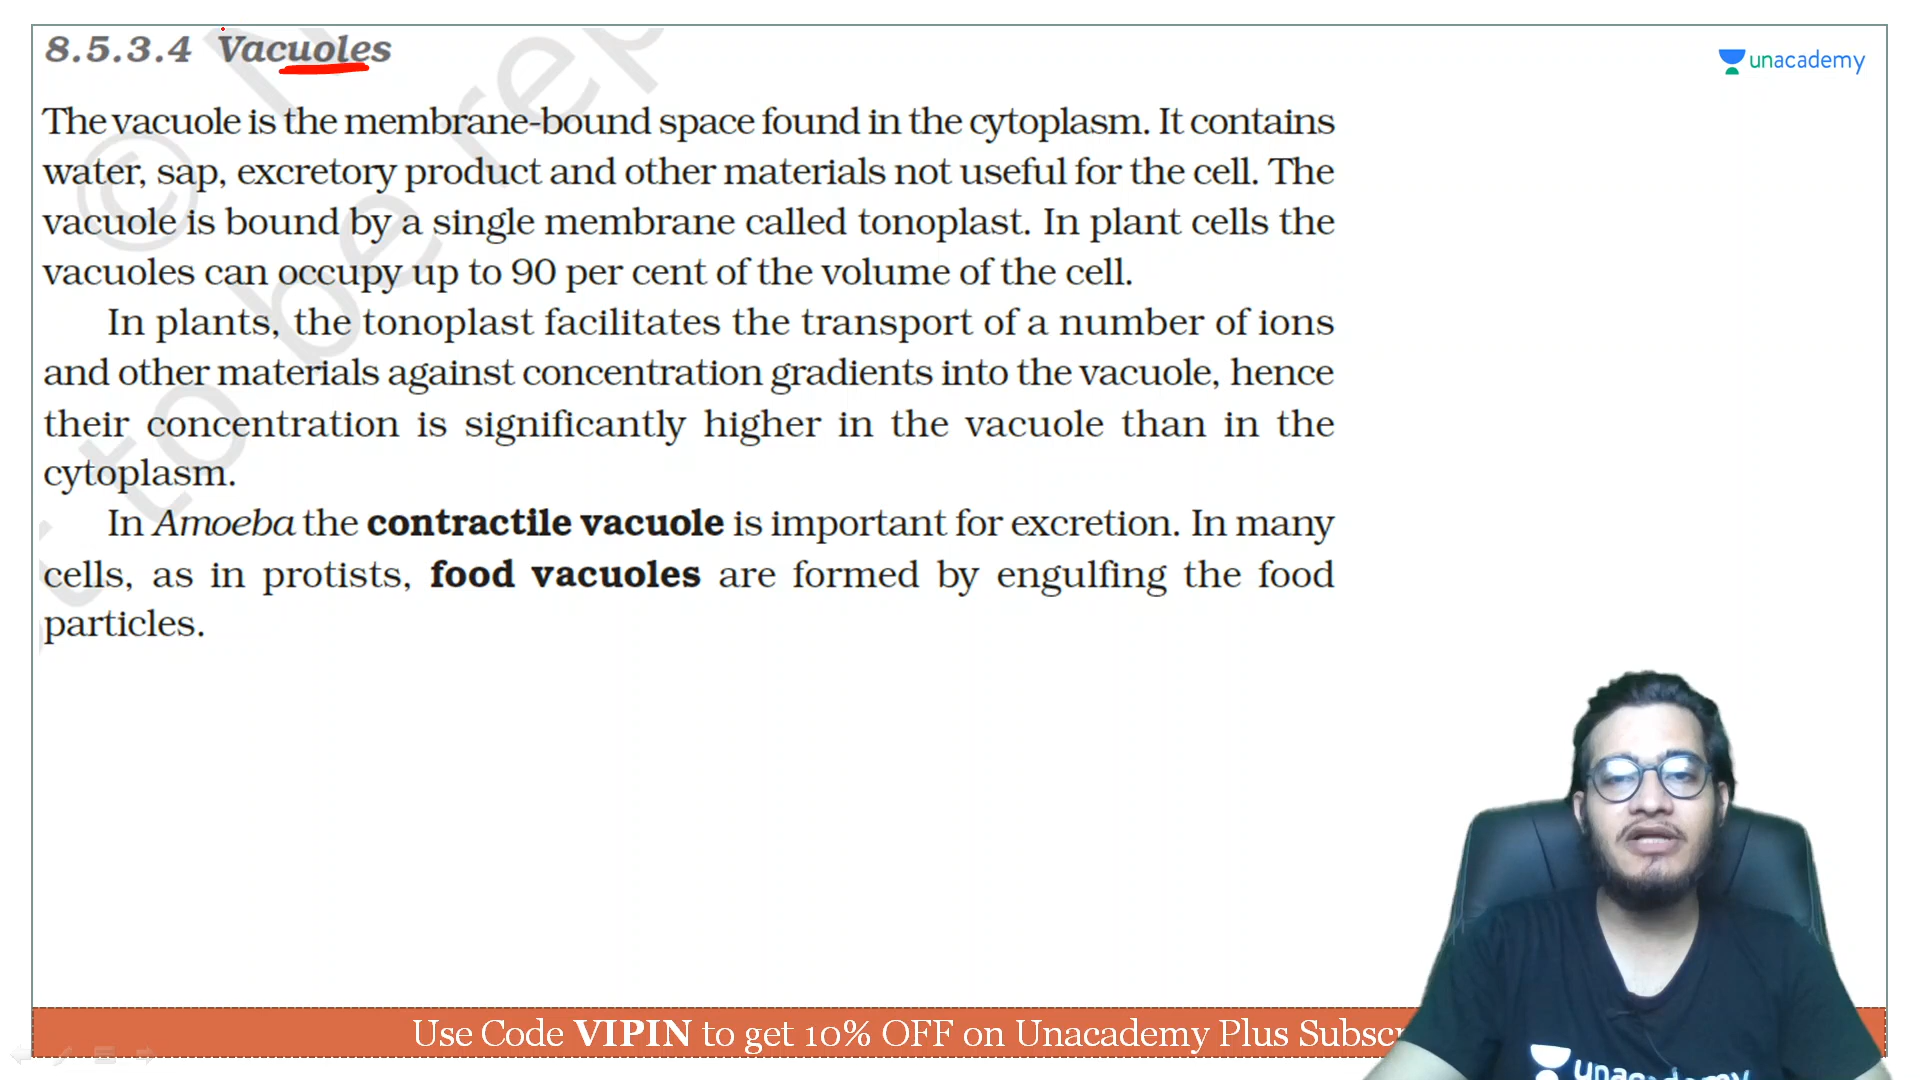 8.5.3.4 Vacuoles
unacademy
The vacuole is the membrane-bound space found in the cytoplasm. It contains
water, sap, excretory product and other materials not useful for the cell. The
vacuole is bound by a single membrane called tonoplast. In plant cells the
vacuoles can occupy up to 90 per cent of the volume of the cell.
In plants, the tonoplast facilitates the transport of a number of ions
and other materials against concentration gradients into the vacuole, hence
their concentration is significantly higher in the vacuole than in the
cytoplasm.
In Amoeba the contractile vacuole is important for excretion. In many
cells, as in protists, food vacuoles are formed by engulfing the food
particles.
© N
to be rep
Use Code VIPIN to get 10% OFF on Unacademy Plus Subsc
unacademy